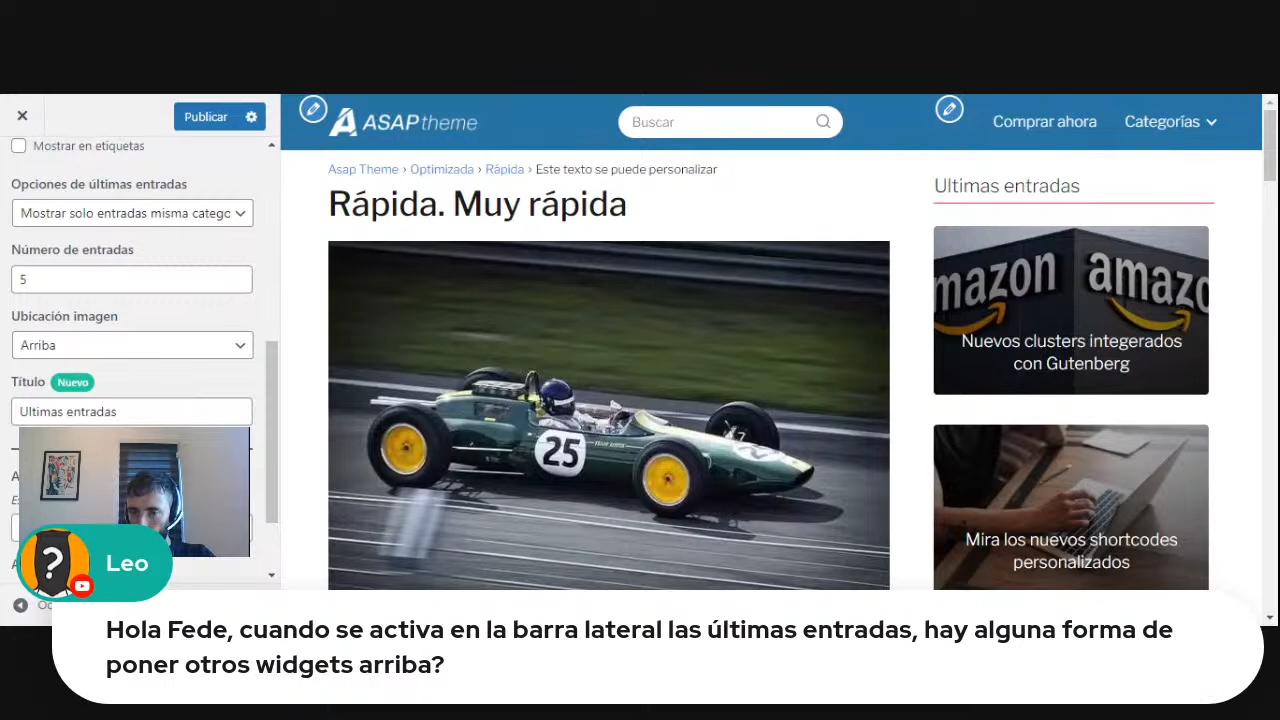 Publicar
Mostrar en etiquetas
Opciones de últimas entradas
Mostrar solo entradas misma catego
Número de entradas
5
Ubicación imagen
Arriba
Título Nuevo
Ultimas entradas
ASAP theme
Buscar
Comprar ahora
Categorías
Asap Theme › Optimizada › Rápida › Este texto se puede personalizar
Rápida. Muy rápida
25
Ultimas entradas
mazon amazo
Nuevos clusters integerados
con Gutenberg
Mira los nuevos shortcodes
personalizados
?
Leo
Hola Fede, cuando se activa en la barra lateral las últimas entradas, hay alguna forma de
poner otros widgets arriba?